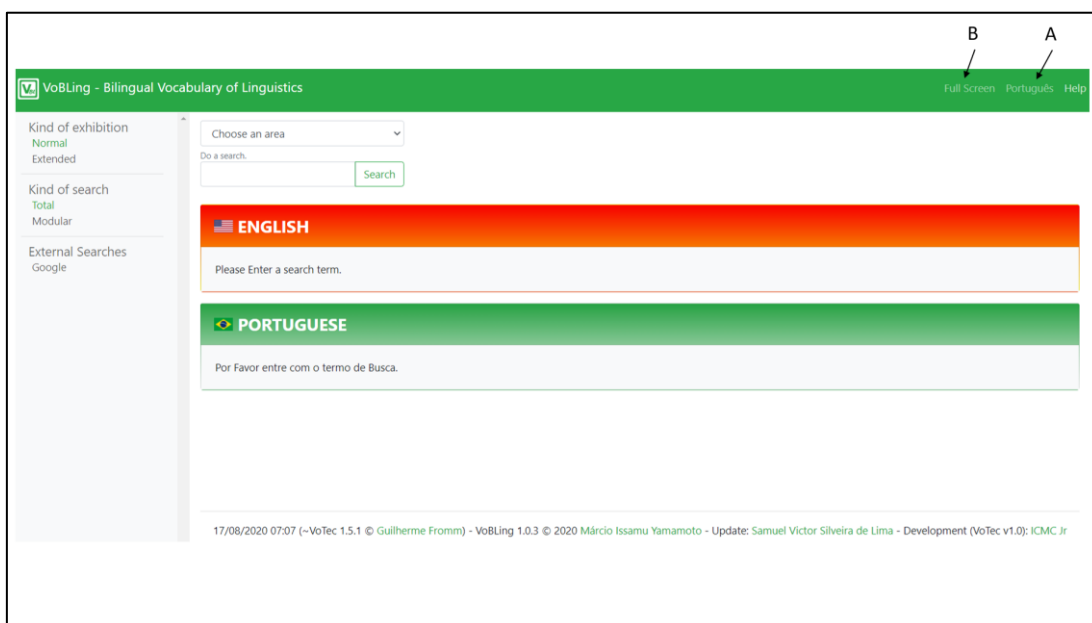 B A
VoBLing - Bilingual Vocabulary of Linguistics Full Screen Português Help
Kind of exhibition
Normal
Extended
Kind of search
Total
Modular
External Searches
Google
Choose an area
Do a search.
Search
ENGLISH
Please Enter a search term.
PORTUGUESE
Por Favor entre com o termo de Busca.
17/08/2020 07:07 (~VoTec 1.5.1 © Guilherme Fromm) - VoBLing 1.0.3 © 2020 Márcio Issamu Yamamoto - Update: Samuel Victor Silveira de Lima - Development (VoTec v1.0): ICMC Jr